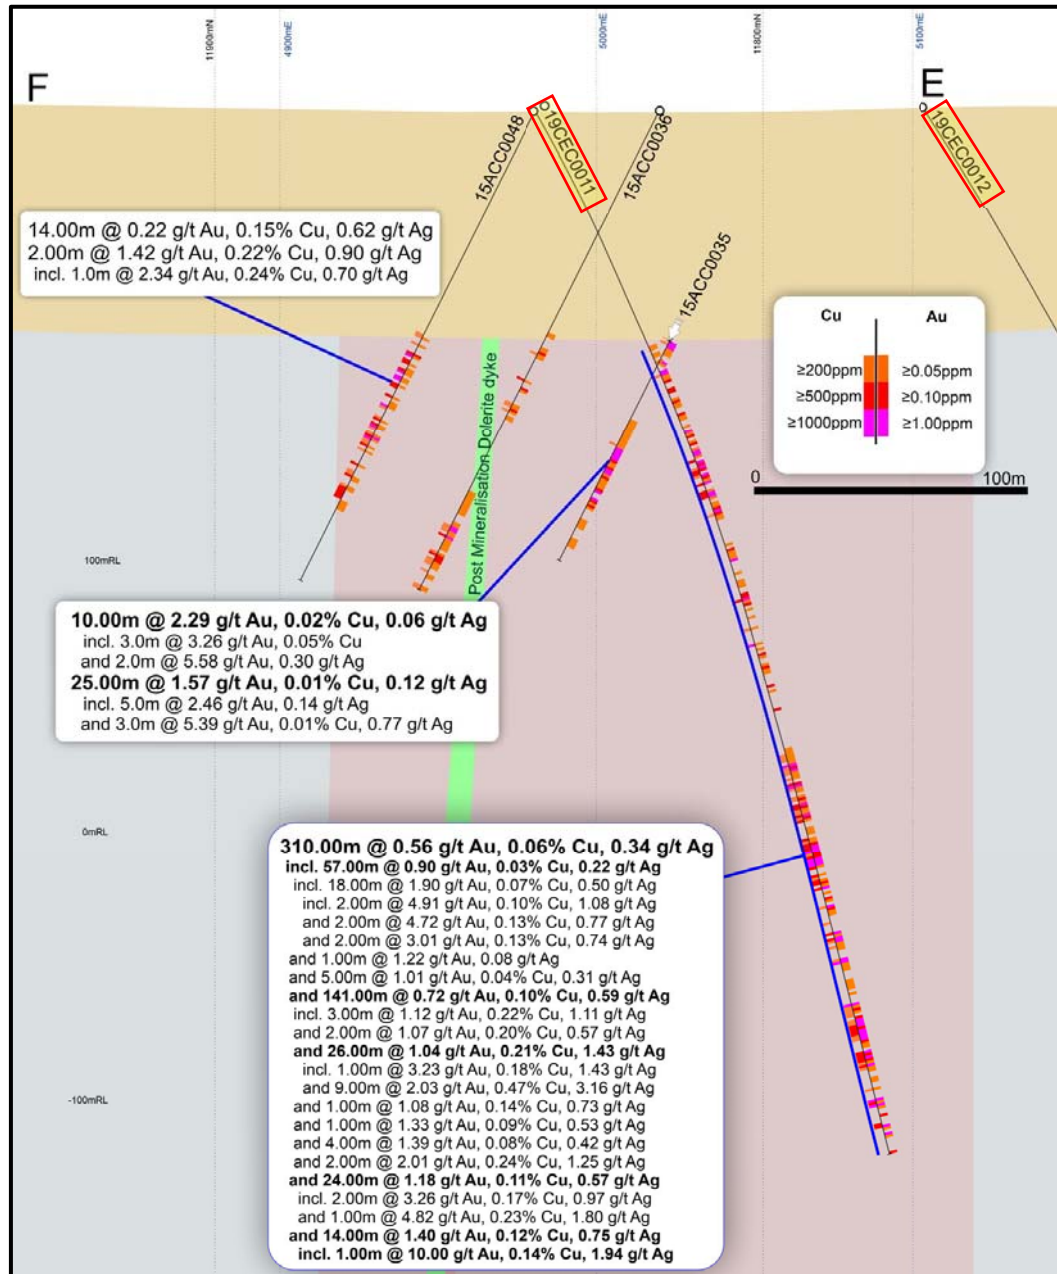 11900mN
4900mE
5000mE
11800mN
5100mE
F
E
15ACC0048
19CEC0011
15ACC0036
19CEC0012
15ACC0035
14.00m @ 0.22 g/t Au, 0.15% Cu, 0.62 g/t Ag
2.00m @ 1.42 g/t Au, 0.22% Cu, 0.90 g/t Ag
incl. 1.0m @ 2.34 g/t Au, 0.24% Cu, 0.70 g/t Ag
Cu Au
≥200ppm ≥0.05ppm
≥500ppm ≥0.10ppm
≥1000ppm ≥1.00ppm
0 100m
Post Mineralisation Dolerite dyke
100mRL
10.00m @ 2.29 g/t Au, 0.02% Cu, 0.06 g/t Ag
incl. 3.0m @ 3.26 g/t Au, 0.05% Cu
and 2.0m @ 5.58 g/t Au, 0.30 g/t Ag
25.00m @ 1.57 g/t Au, 0.01% Cu, 0.12 g/t Ag
incl. 5.0m @ 2.46 g/t Au, 0.14 g/t Ag
and 3.0m @ 5.39 g/t Au, 0.01% Cu, 0.77 g/t Ag
0mRL
310.00m @ 0.56 g/t Au, 0.06% Cu, 0.34 g/t Ag
incl. 57.00m @ 0.90 g/t Au, 0.03% Cu, 0.22 g/t Ag
incl. 18.00m @ 1.90 g/t Au, 0.07% Cu, 0.50 g/t Ag
incl. 2.00m @ 4.91 g/t Au, 0.10% Cu, 1.08 g/t Ag
and 2.00m @ 4.72 g/t Au, 0.13% Cu, 0.77 g/t Ag
and 2.00m @ 3.01 g/t Au, 0.13% Cu, 0.74 g/t Ag
and 1.00m @ 1.22 g/t Au, 0.08 g/t Ag
and 5.00m @ 1.01 g/t Au, 0.04% Cu, 0.31 g/t Ag
and 141.00m @ 0.72 g/t Au, 0.10% Cu, 0.59 g/t Ag
incl. 3.00m @ 1.12 g/t Au, 0.22% Cu, 1.11 g/t Ag
and 2.00m @ 1.07 g/t Au, 0.20% Cu, 0.57 g/t Ag
and 26.00m @ 1.04 g/t Au, 0.21% Cu, 1.43 g/t Ag
incl. 1.00m @ 3.23 g/t Au, 0.18% Cu, 1.43 g/t Ag
and 9.00m @ 2.03 g/t Au, 0.47% Cu, 3.16 g/t Ag
and 1.00m @ 1.08 g/t Au, 0.14% Cu, 0.73 g/t Ag
and 1.00m @ 1.33 g/t Au, 0.09% Cu, 0.53 g/t Ag
and 4.00m @ 1.39 g/t Au, 0.08% Cu, 0.42 g/t Ag
and 2.00m @ 2.01 g/t Au, 0.24% Cu, 1.25 g/t Ag
and 24.00m @ 1.18 g/t Au, 0.11% Cu, 0.57 g/t Ag
incl. 2.00m @ 3.26 g/t Au, 0.17% Cu, 0.97 g/t Ag
and 1.00m @ 4.82 g/t Au, 0.23% Cu, 1.80 g/t Ag
and 14.00m @ 1.40 g/t Au, 0.12% Cu, 0.75 g/t Ag
incl. 1.00m @ 10.00 g/t Au, 0.14% Cu, 1.94 g/t Ag
-100mRL